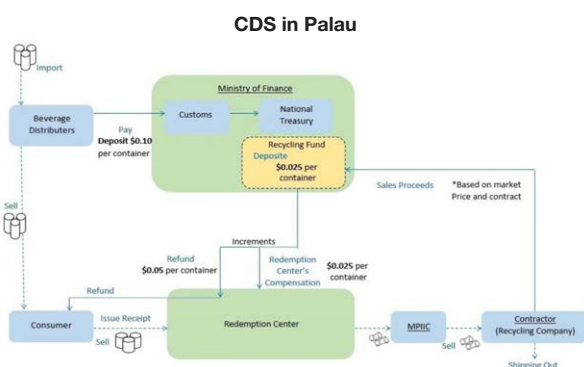 CDS in Palau
Import
Ministry of Finance
Beverage
Distributors
Pay
Deposit $0.10
per container
Customs
National
Treasury
Recycling Fund
Deposite
$0.025 per
container
Sales Proceeds
*Based on market
Price and contract
Sell
Increments
Refund
$0.05 per container
Redemption
Center's
Compensation
$0.025 per
container
Refund
Consumer
Issue Receipt
Sell
Redemption Center
MPIIC
Sell
Contractor
(Recycling Company)
Shipping Out